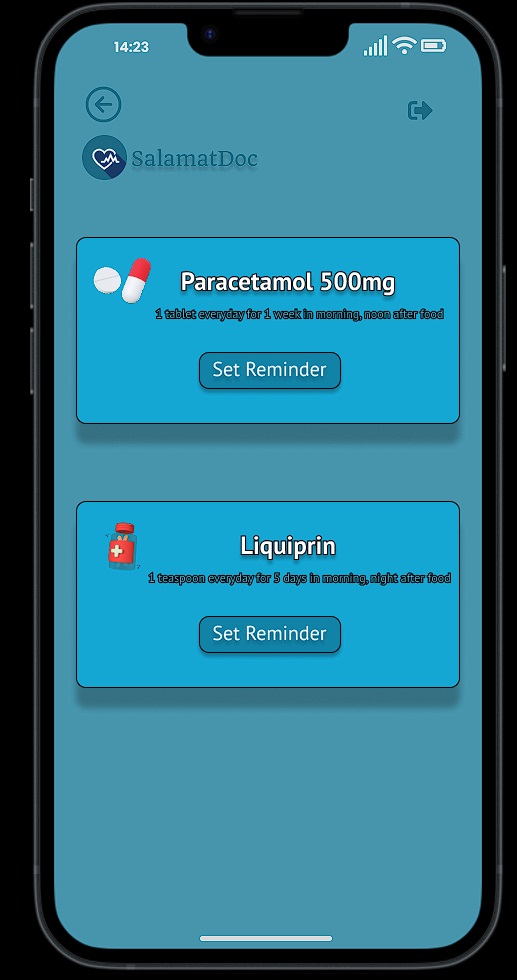 14:23
SalamatDoc
Paracetamol 500mg
1 tablet everyday for 1 week in morning, noon after food
Set Reminder
Liquiprin
1 teaspoon everyday for 5 days in morning, night after food
Set Reminder